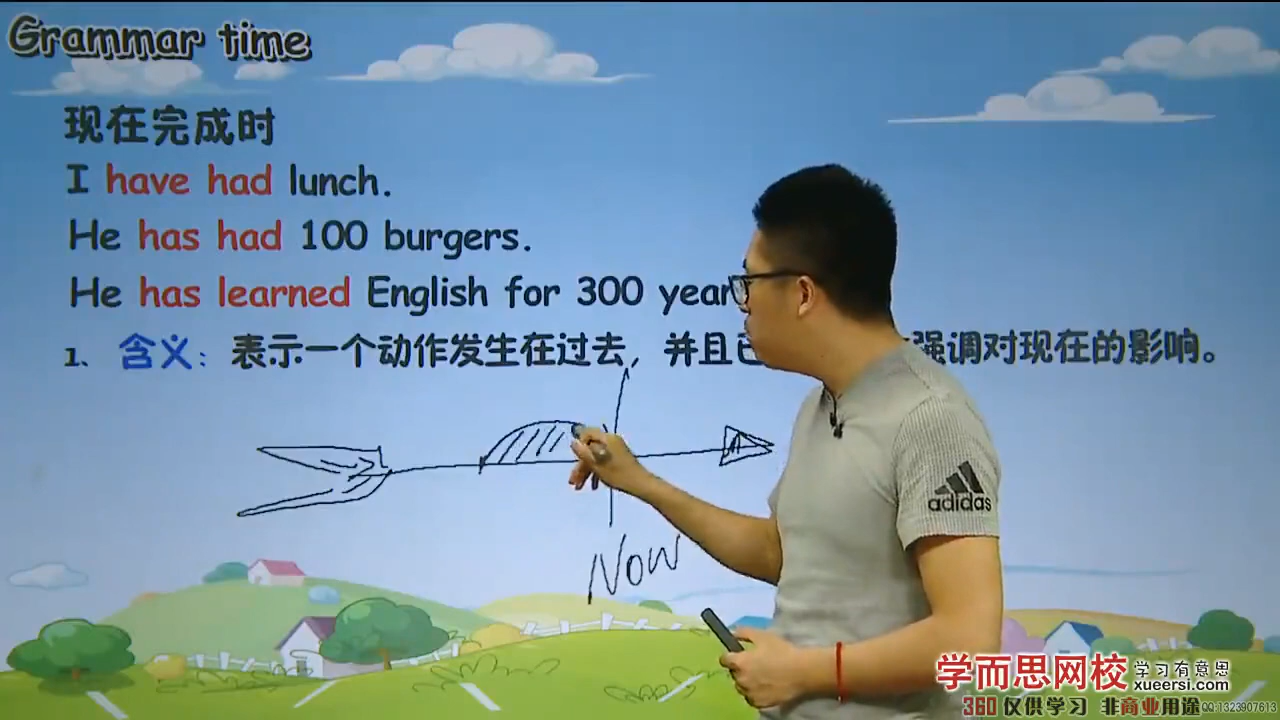 Grammar time
现在完成时
I have had lunch.
He has had 100 burgers.
He has learned English for 300 year
1、含义：表示一个动作发生在过去，并且已 强调对现在的影响。
Now
adidas
学而思网校 学习有意思
xueersi.com
360 仅供学习 非商业用途 QQ:1323907613